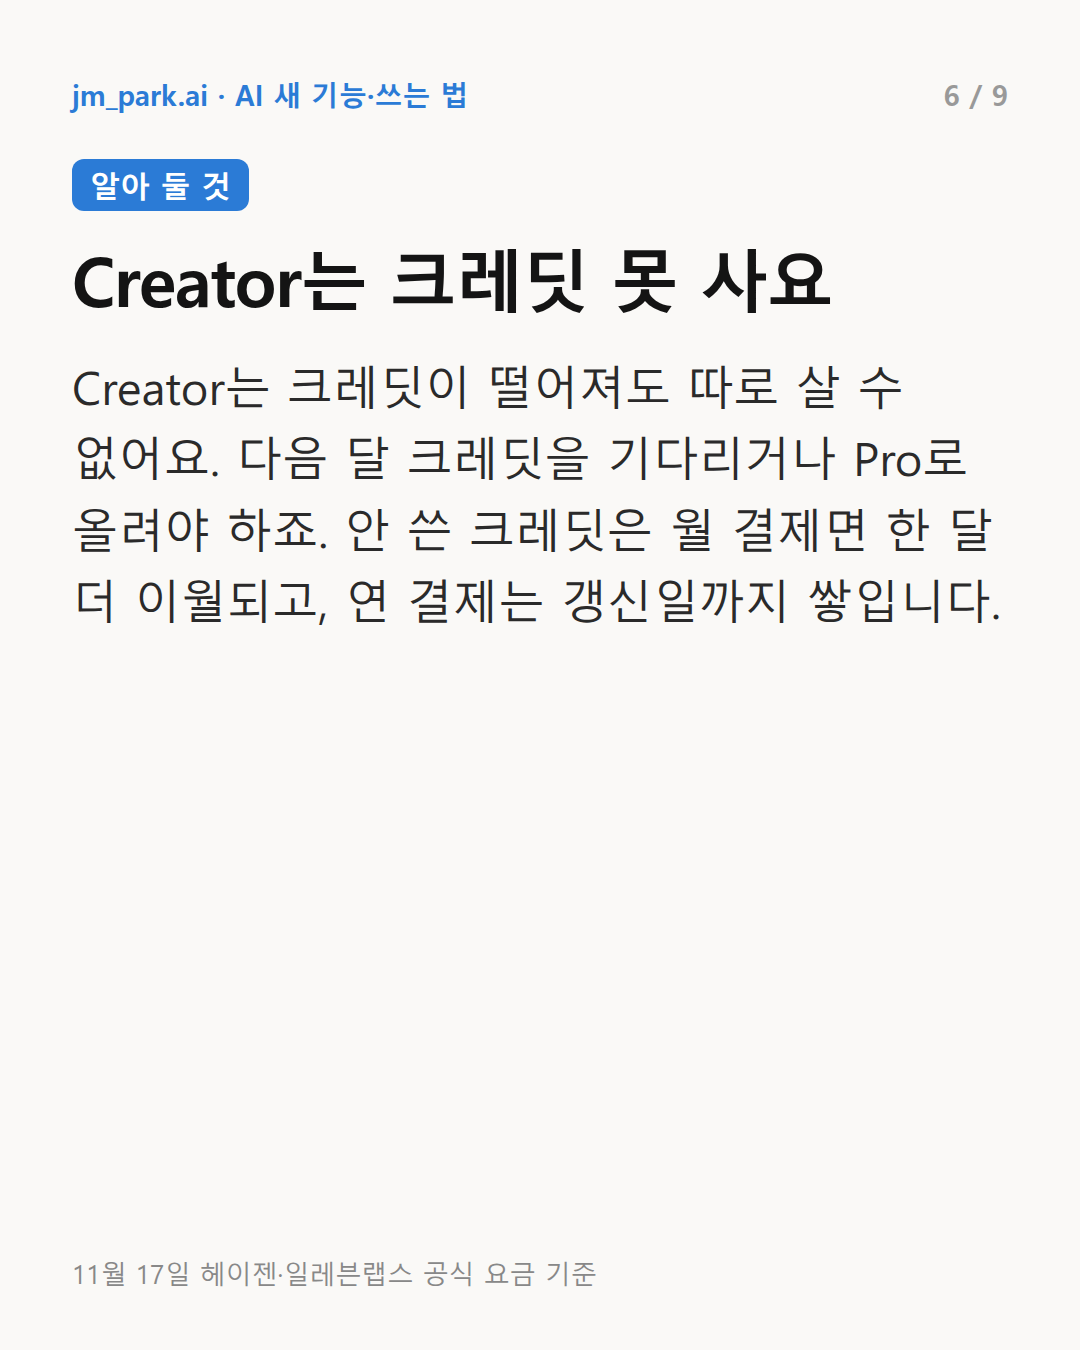 jm_park.ai · AI 새 기능·쓰는 법
6 / 9
알아 둘 것
Creator는 크레딧 못 사요
Creator는 크레딧이 떨어져도 따로 살 수
없어요. 다음 달 크레딧을 기다리거나 Pro로
올려야 하죠. 안 쓴 크레딧은 월 결제면 한 달
더 이월되고, 연 결제는 갱신일까지 쌓입니다.
11월 17일 헤이젠·일레븐랩스 공식 요금 기준